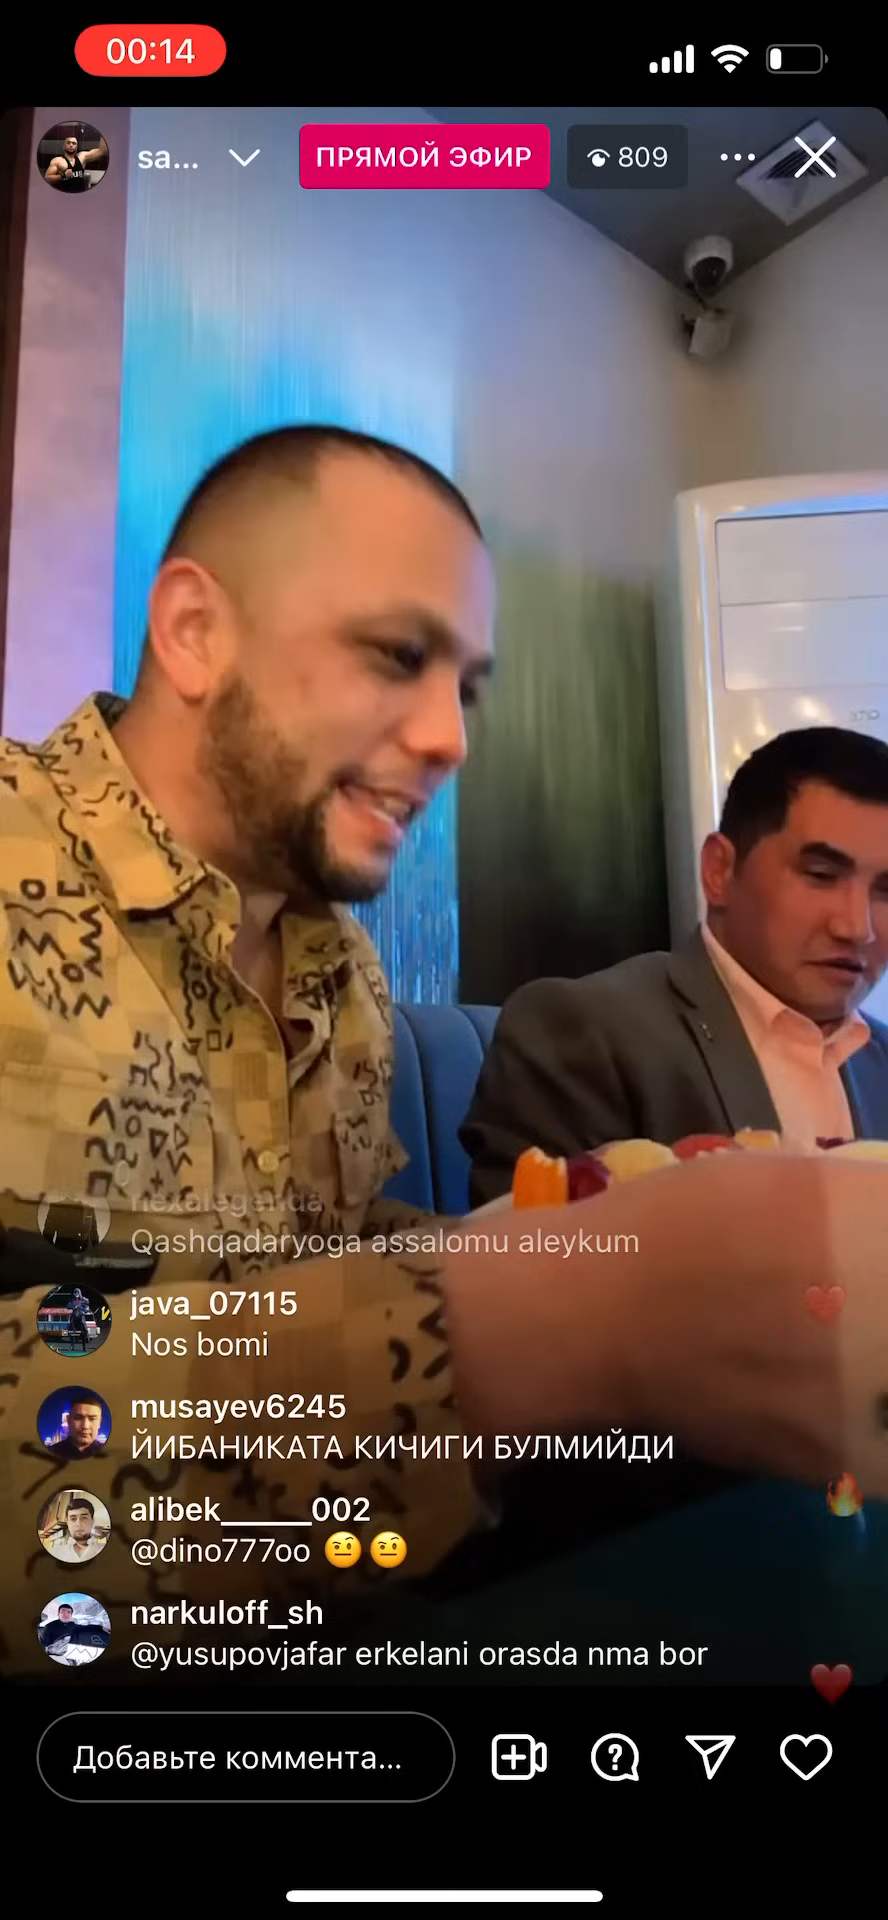 00:14
sa...
ПРЯМОЙ ЭФИР
809
hexalegenda
Qashqadaryoga assalomu aleykum
java_07115
Nos bomi
musayev6245
ЙИБАНИКАТА КИЧИГИ БУЛМИЙДИ
alibek_____002
@dino777oo 🤨🤨
narkuloff_sh
@yusupovjafar erkelani orasda nma bor
Добавьте коммента...